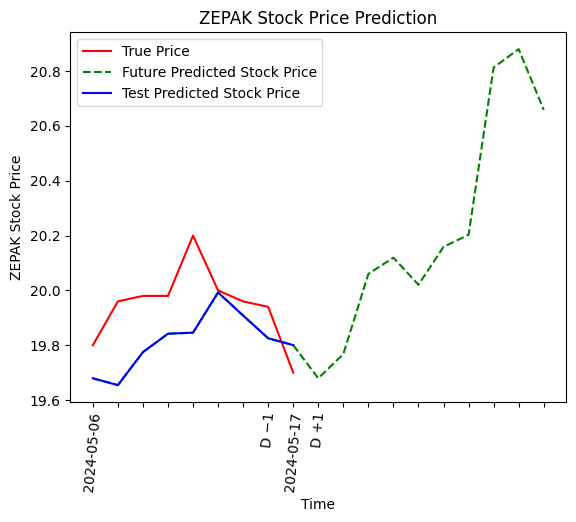 ZEPAK Stock Price Prediction
True Price
Future Predicted Stock Price
Test Predicted Stock Price
ZEPAK Stock Price
20.8
20.6
20.4
20.2
20.0
19.8
19.6
2024-05-06
D −1
2024-05-17
D +1
Time